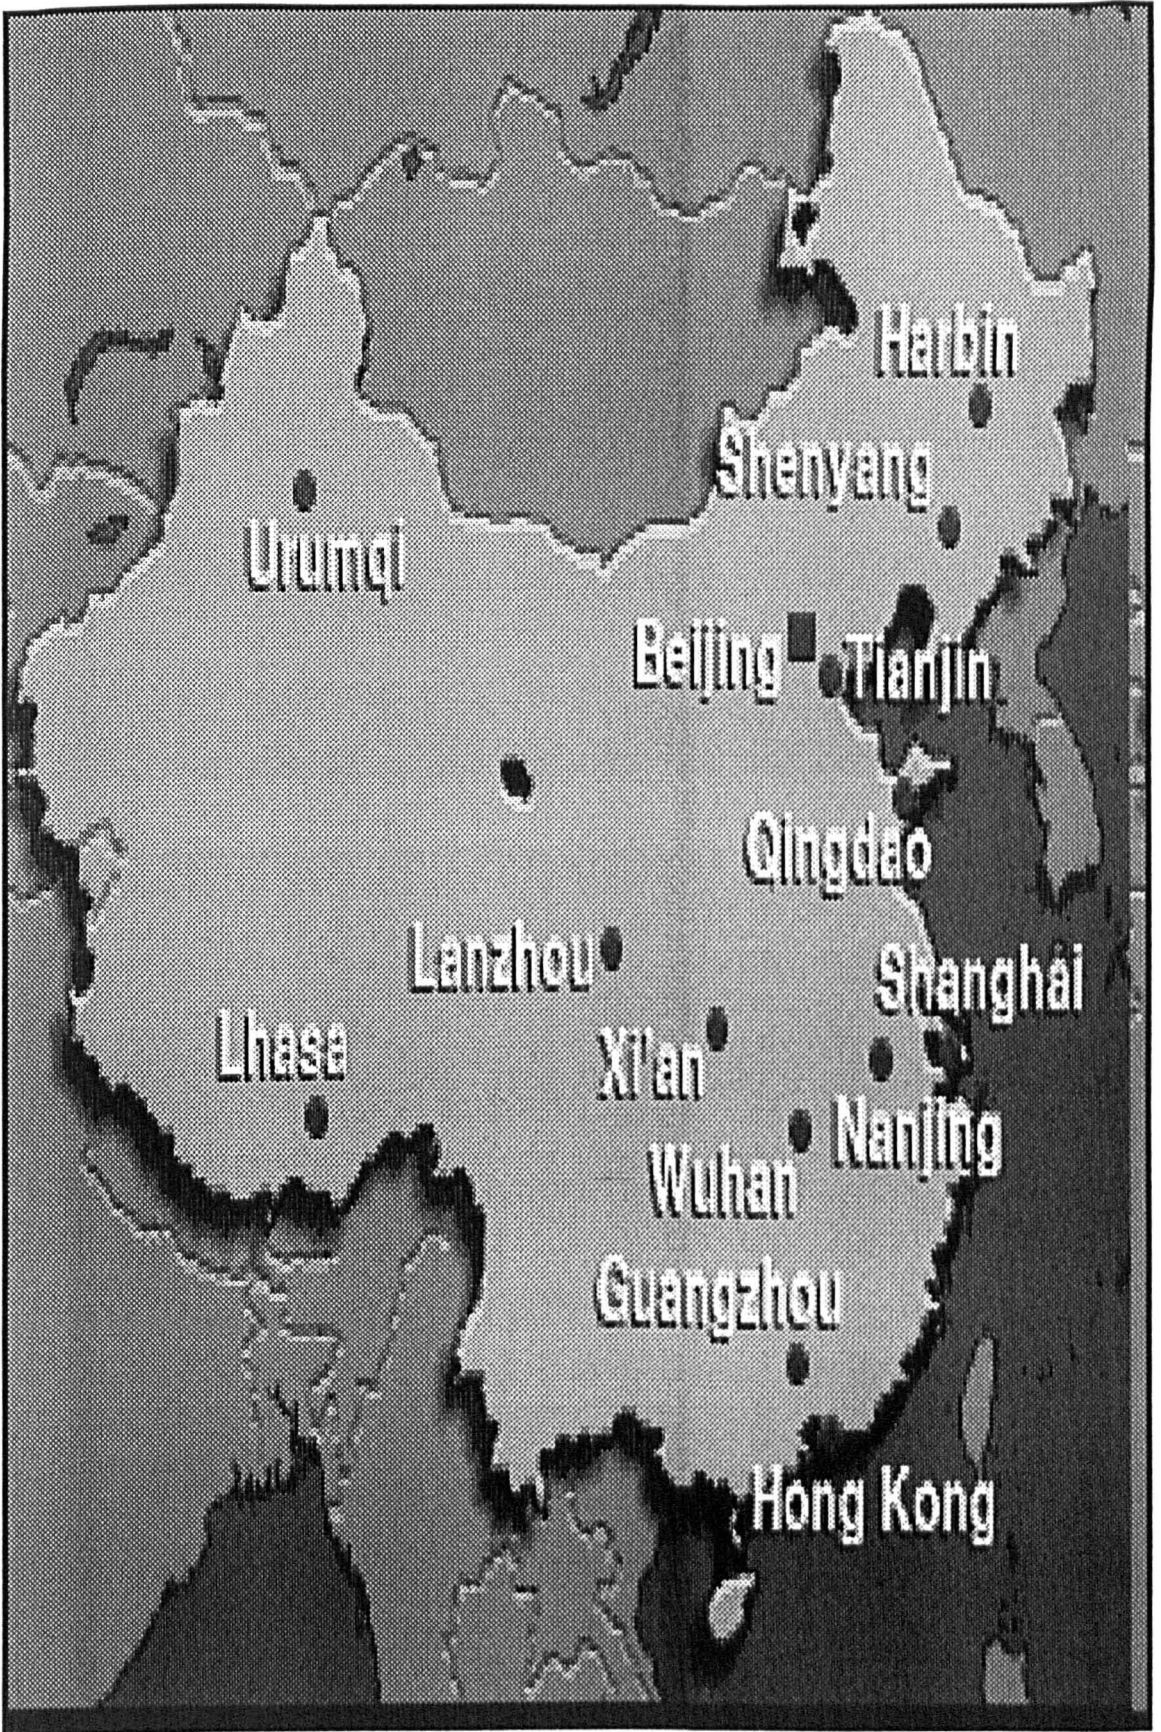 Harbin
Shenyang
Urumqi
Beijing
Tianjin
Qingdao
Lanzhou
Shanghai
Lhasa
Xi'an
Nanjing
Wuhan
Guangzhou
Hong Kong